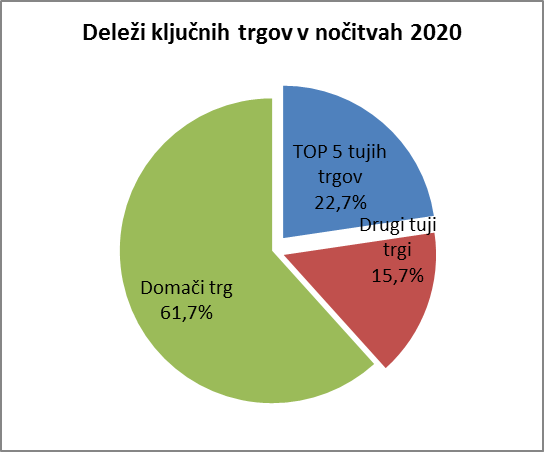 Deleži ključnih trgov v nočitvah 2020
TOP 5 tujih
trgov
22,7%
Drugi tuji
trgi
15,7%
Domači trg
61,7%